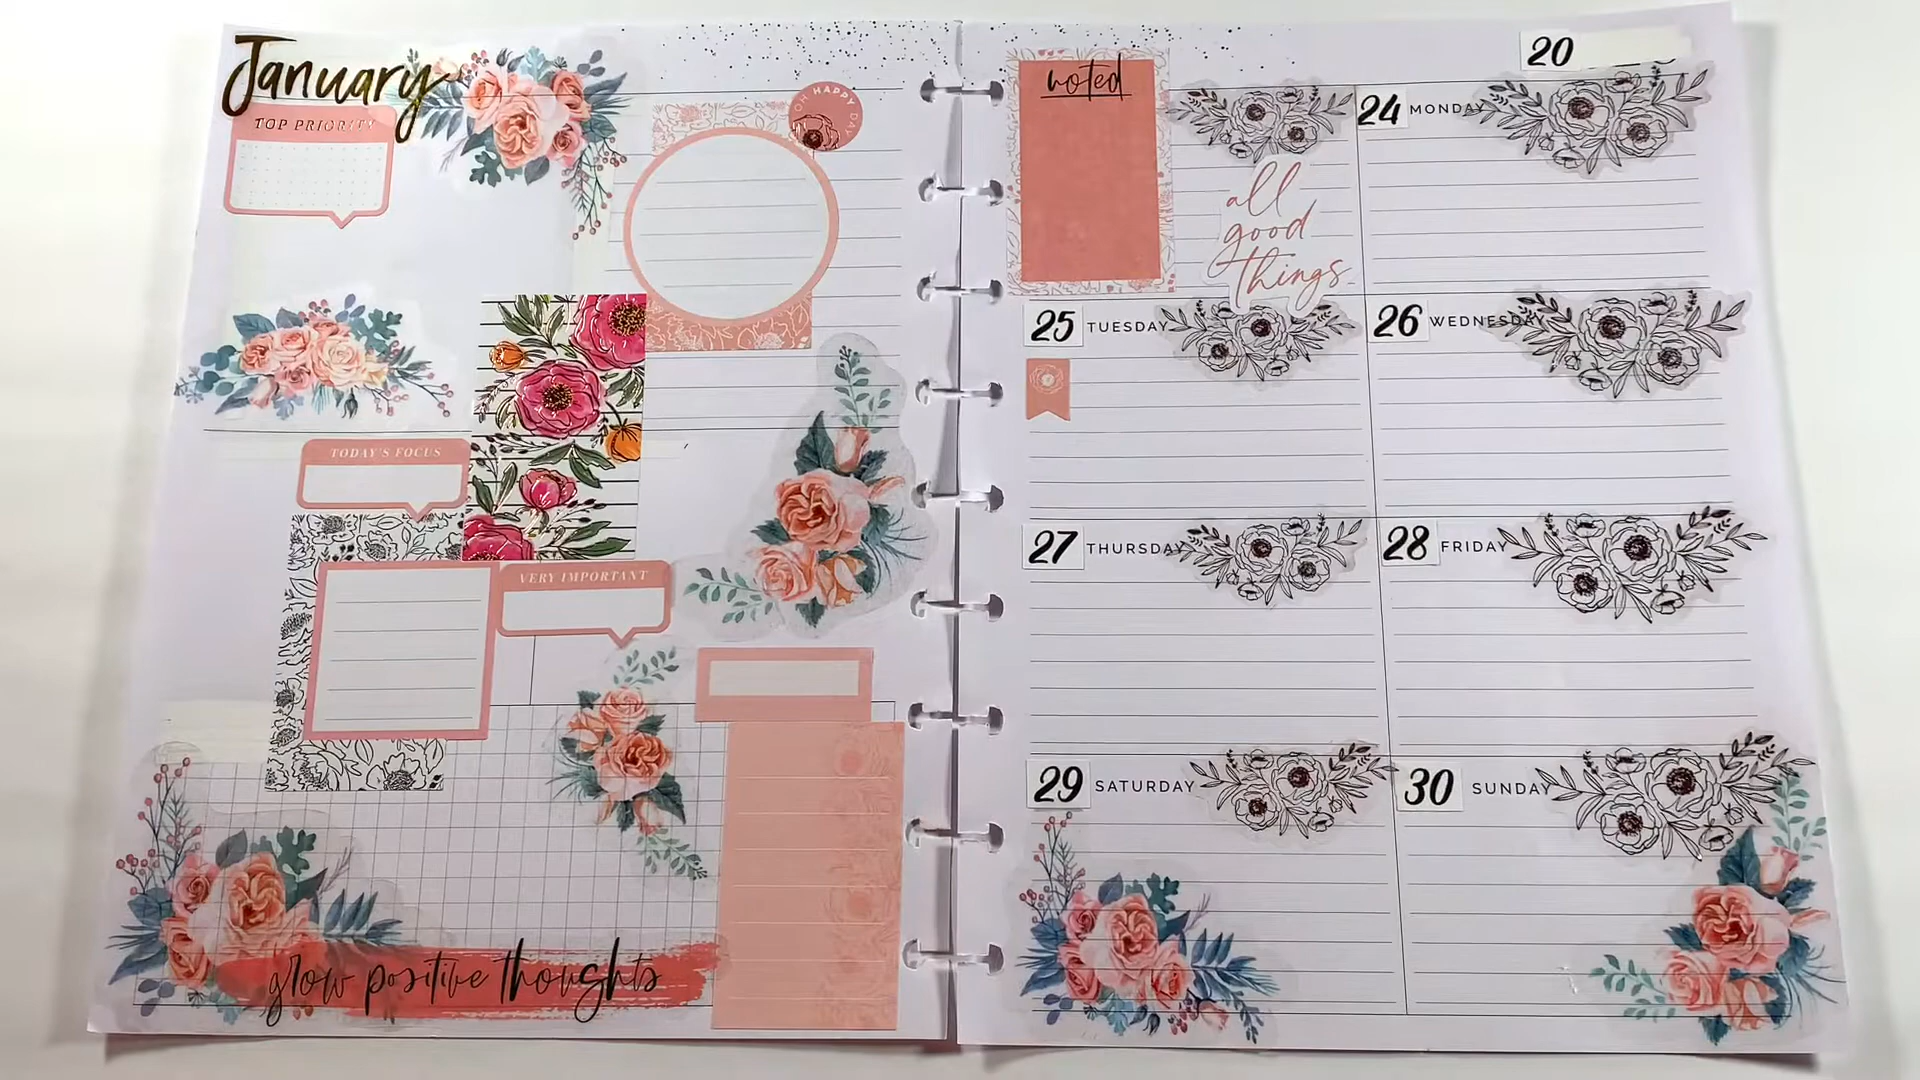 January
TOP PRIORITY
OH HAPPY DAY
TODAY'S FOCUS
VERY IMPORTANT
grow positive thoughts
noted
all
good
things
20
24 MONDAY
25 TUESDAY
26 WEDNESDAY
27 THURSDAY
28 FRIDAY
29 SATURDAY
30 SUNDAY